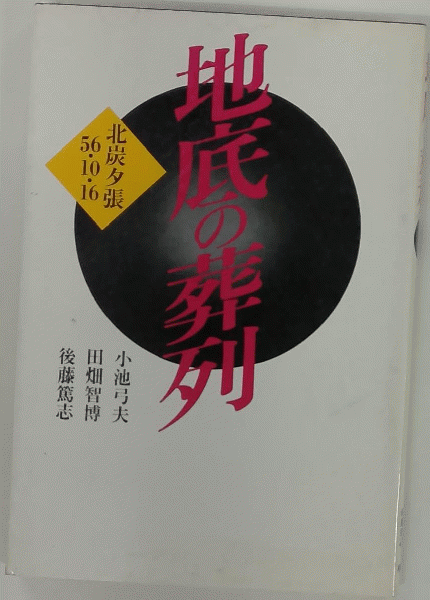 地底の葬列
北炭夕張
56・10・16
小池弓夫
田畑智博
後藤篤志